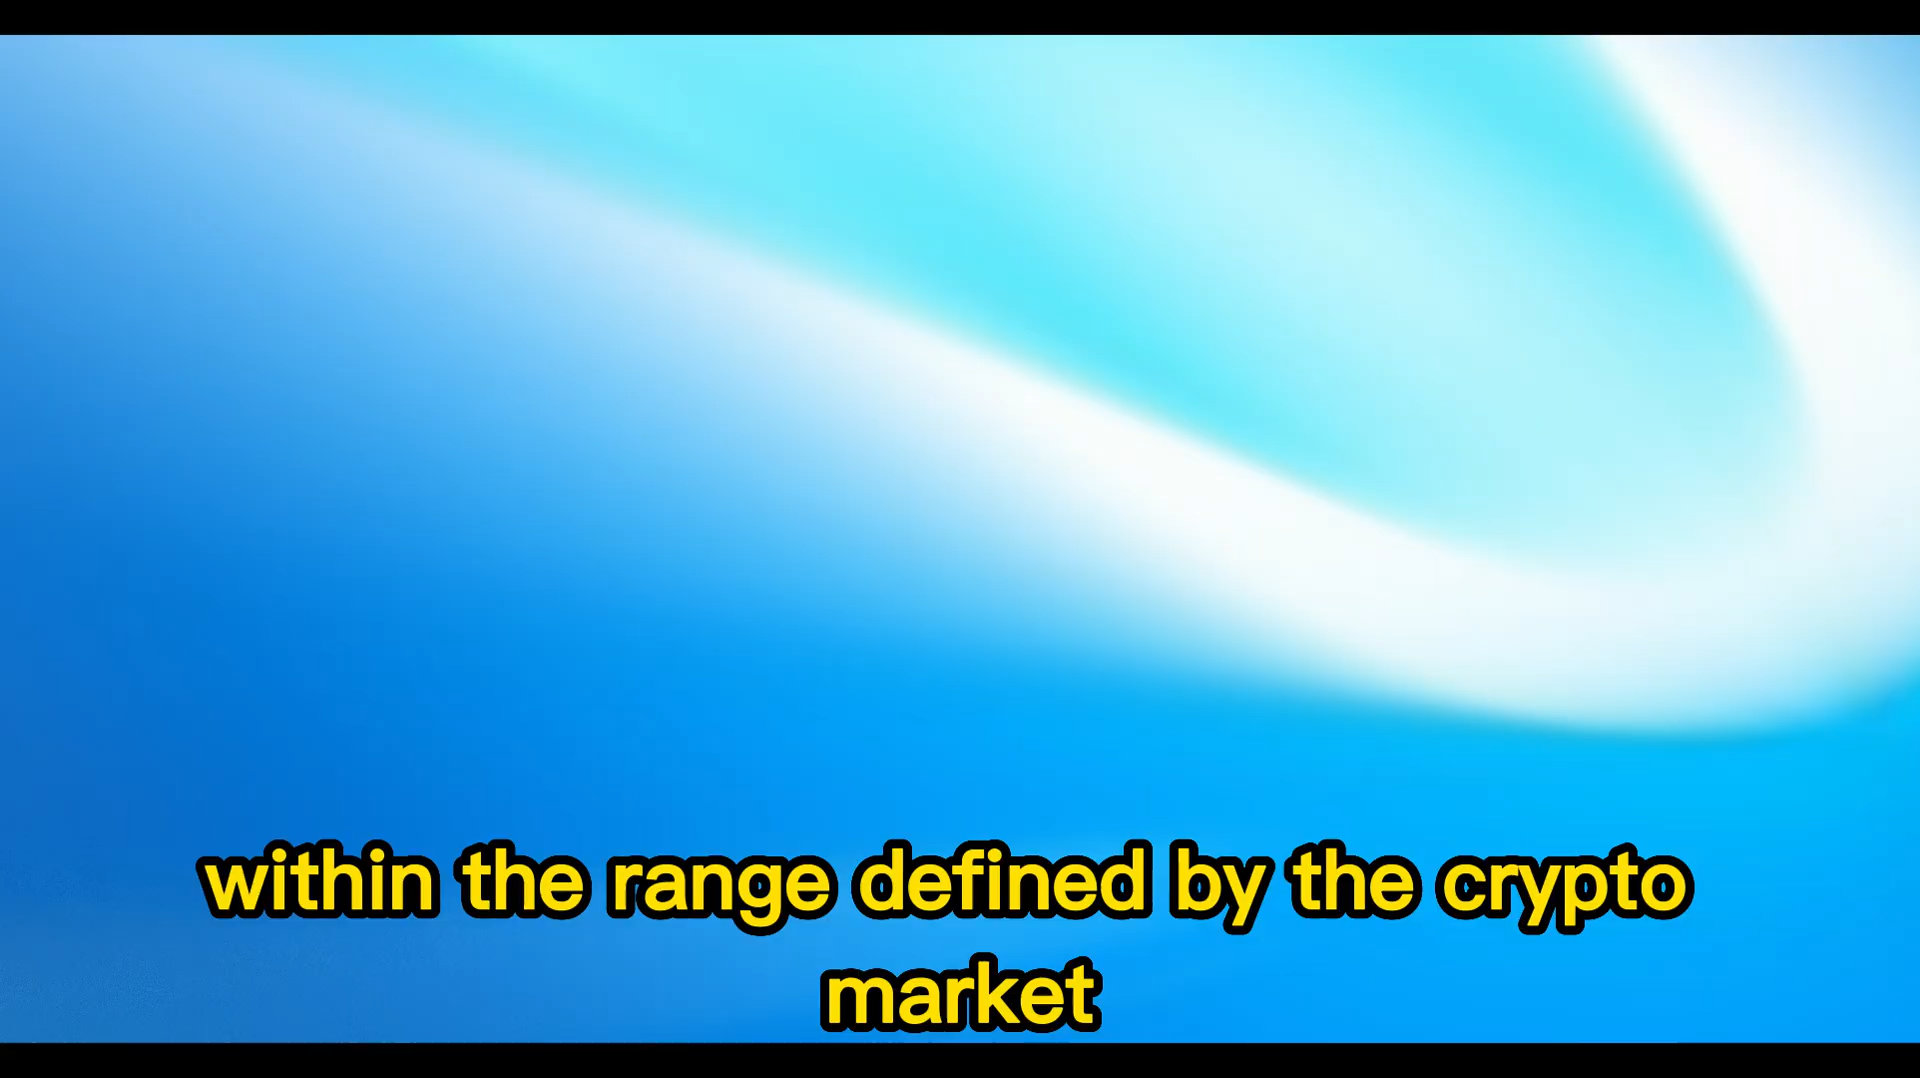 within the range defined by the crypto
market